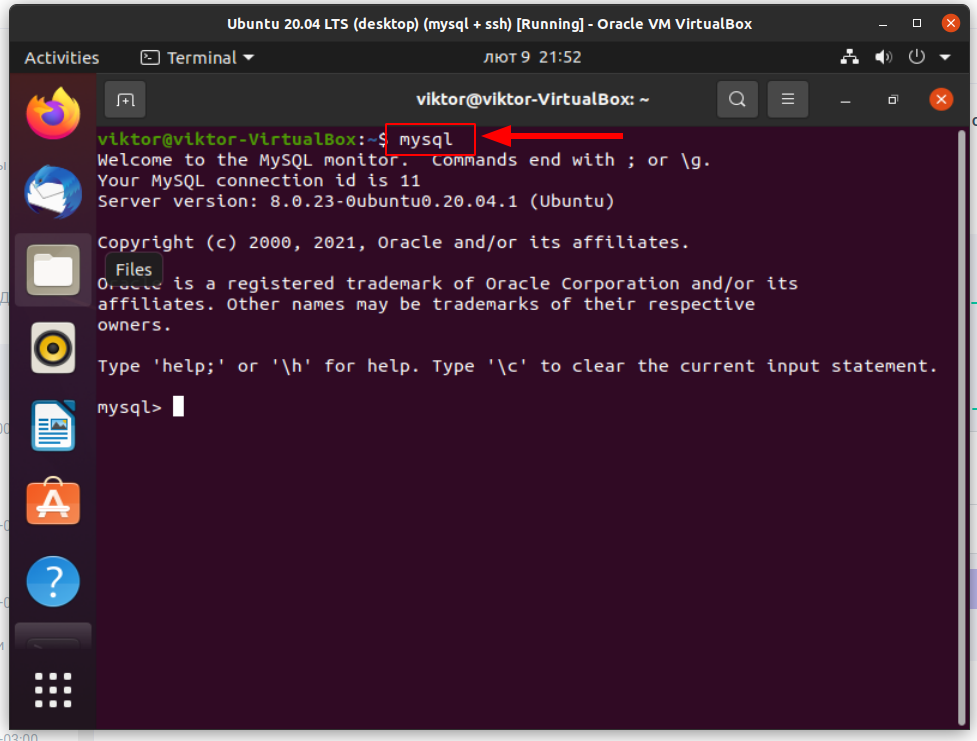 Ubuntu 20.04 LTS (desktop) (mysql + ssh) [Running] - Oracle VM VirtualBox
Activities Terminal лют 9 21:52
viktor@viktor-VirtualBox: ~
viktor@viktor-VirtualBox:~$ mysql
Welcome to the MySQL monitor. Commands end with ; or \g.
Your MySQL connection id is 11
Server version: 8.0.23-0ubuntu0.20.04.1 (Ubuntu)
Copyright (c) 2000, 2021, Oracle and/or its affiliates.
Files
Oracle is a registered trademark of Oracle Corporation and/or its
affiliates. Other names may be trademarks of their respective
owners.
Type 'help;' or '\h' for help. Type '\c' to clear the current input statement.
mysql>
-03:00